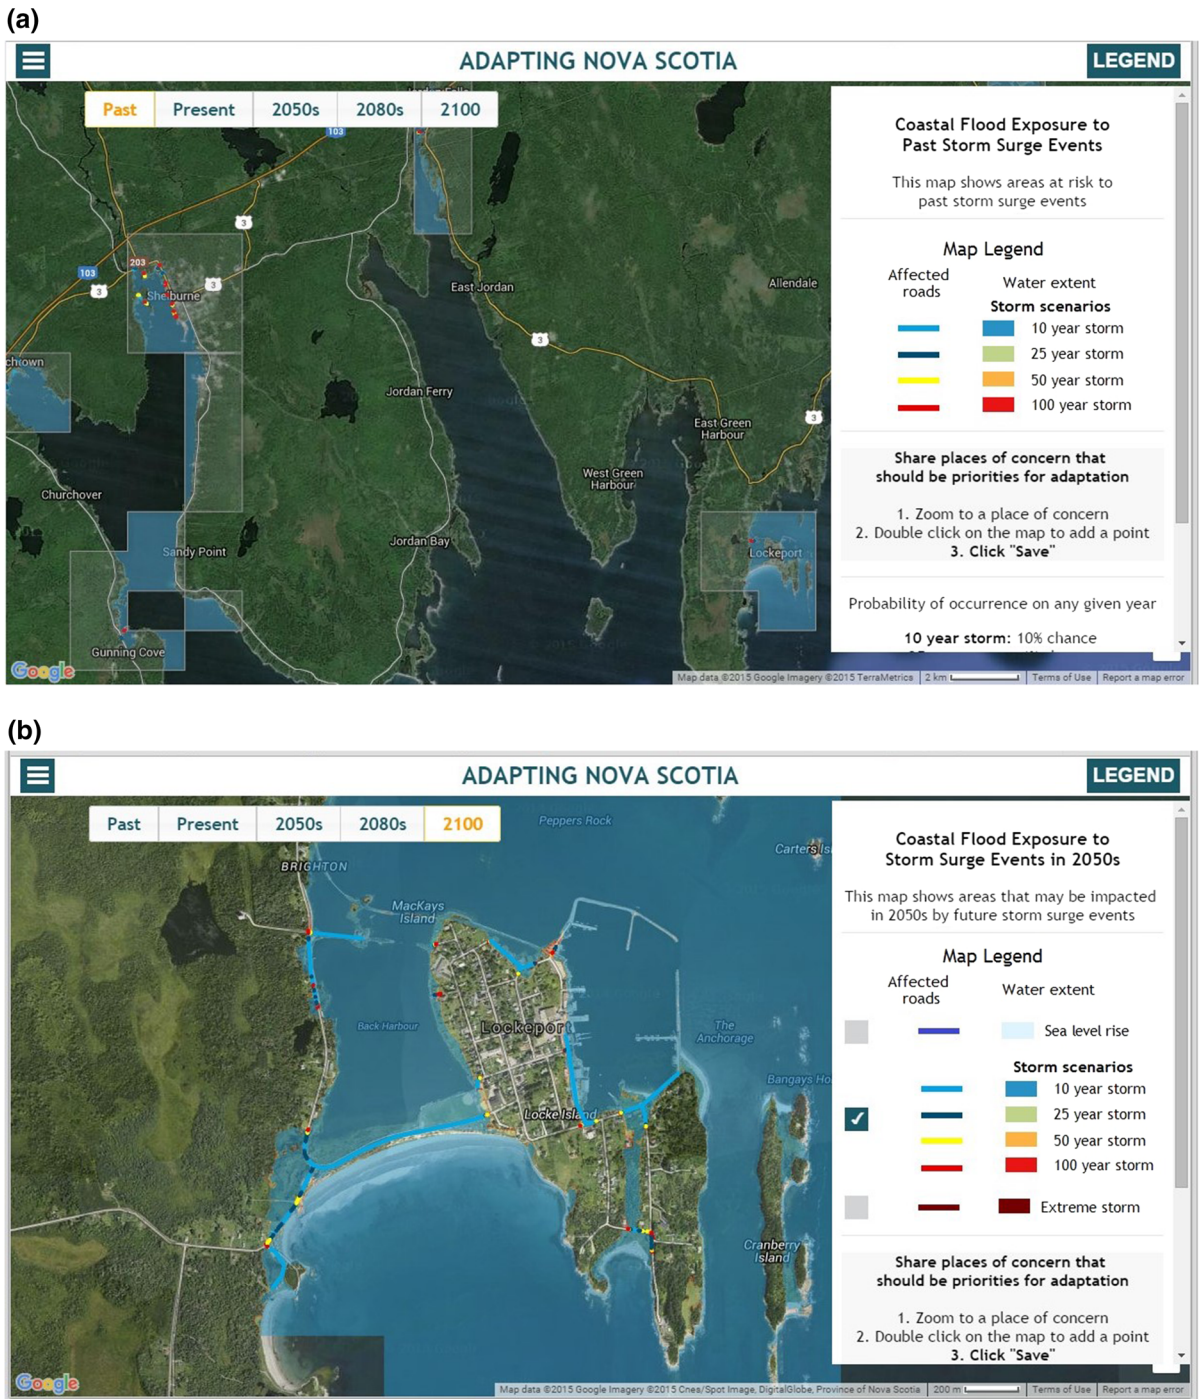 (a)
ADAPTING NOVA SCOTIA
LEGEND
Past
Present
2050s
2080s
2100
103
3
203
103
3
3
Shelburne
East Jordan
Allendale
3
Jordan Ferry
East Green
Harbour
3
West Green
Harbour
Churchover
Jordan Bay
Sandy Point
Lockeport
Gunning Cove
Google
Map data ©2015 Google Imagery ©2015 TerraMetrics
2 km
Terms of Use
Report a map error
Coastal Flood Exposure to
Past Storm Surge Events
This map shows areas at risk to
past storm surge events
Map Legend
Affected
roads
Water extent
Storm scenarios
10 year storm
25 year storm
50 year storm
100 year storm
Share places of concern that
should be priorities for adaptation
1. Zoom to a place of concern
2. Double click on the map to add a point
3. Click "Save"
Probability of occurrence on any given year
10 year storm: 10% chance
(b)
ADAPTING NOVA SCOTIA
LEGEND
Past
Present
2050s
2080s
2100
Peppers Rock
Carters Is
BRIGHTON
MacKays
Island
Back Harbour
Lockeport
The
Anchorage
Bangays Ho
Locke Island
Cranberry
Island
Google
Map data ©2015 Google Imagery ©2015 Cnes/Spot Image, DigitalGlobe, Province of Nova Scotia
200 m
Terms of Use
Report a map error
Coastal Flood Exposure to
Storm Surge Events in 2050s
This map shows areas that may be impacted
in 2050s by future storm surge events
Map Legend
Affected
roads
Water extent
Sea level rise
Storm scenarios
10 year storm
25 year storm
50 year storm
100 year storm
Extreme storm
Share places of concern that
should be priorities for adaptation
1. Zoom to a place of concern
2. Double click on the map to add a point
3. Click "Save"